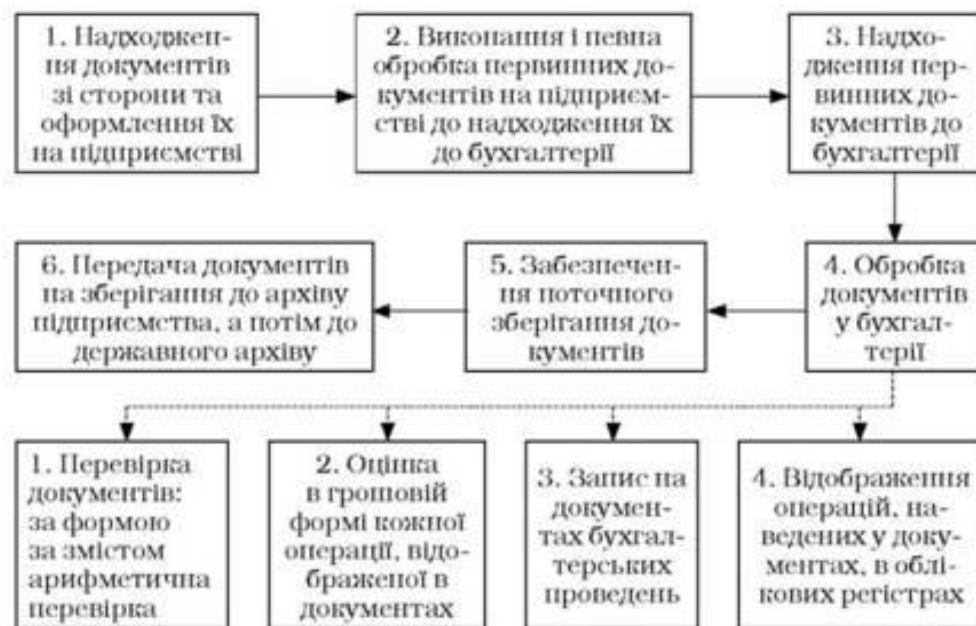 1. Надходжен-
ня документів
зі сторони та
оформлення їх
на підприємстві
2. Виконання і певна
обробка первинних до-
кументів на підприєм-
стві до надходження їх
до бухгалтерії
3. Надхо-
дження пер-
винних до-
кументів до
бухгалтерії
6. Передача документів
на зберігання до архіву
підприємства, а потім до
державного архіву
5. Забезпечен-
ня поточного
зберігання до-
кументів
4. Обробка
документів
у бухгал-
терії
1. Перевірка
документів:
за формою
за змістом
арифметична
перевірка
2. Оцінка
в грошовій
формі кожної
операції, відо-
браженої в
документах
3. Запис на
докумен-
тах бухгал-
терських
проведень
4. Відображення
операцій, на-
ведених у доку-
ментах, в облі-
кових регістрах